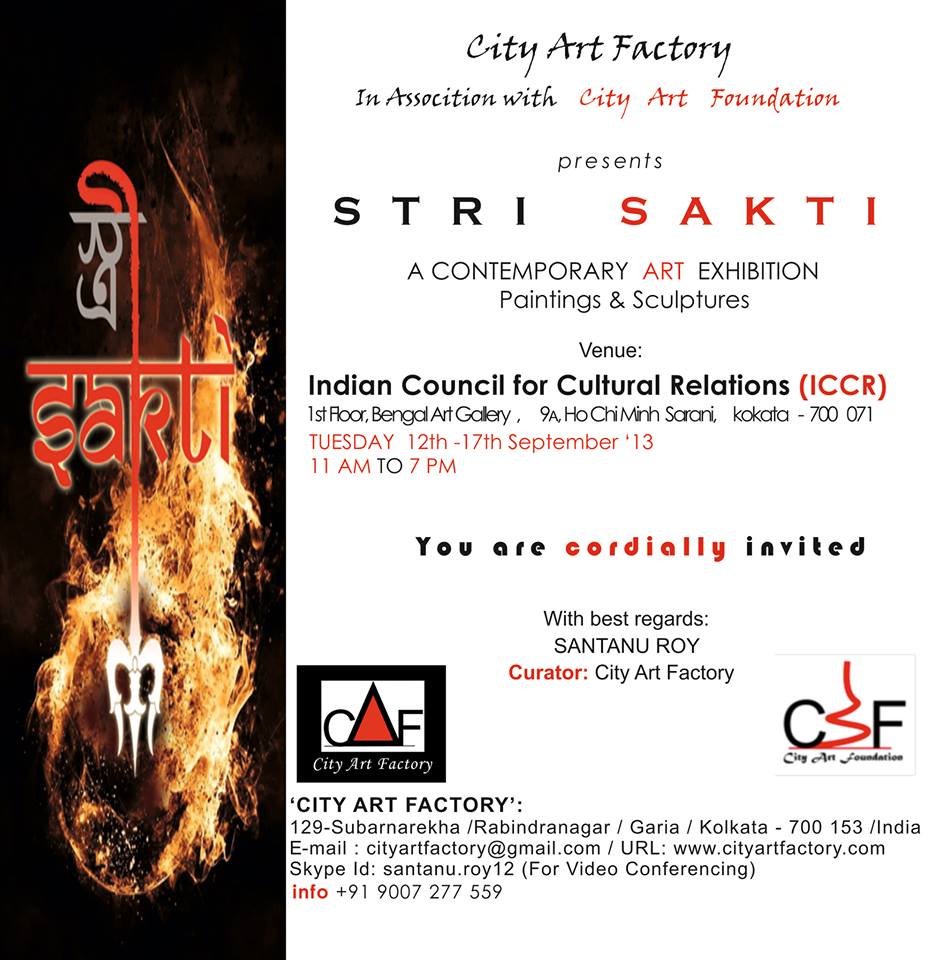 স্ত্রী
sakti
City Art Factory
In Assocition with City Art Foundation
presents
STRI SAKTI
A CONTEMPORARY ART EXHIBITION
Paintings & Sculptures
Venue:
Indian Council for Cultural Relations (ICCR)
1st Floor, Bengal Art Gallery , 9A, Ho Chi Minh Sarani, kokata - 700 071
TUESDAY 12th -17th September ‘13
11 AM TO 7 PM
You are cordially invited
With best regards:
SANTANU ROY
Curator: City Art Factory
CAF
City Art Factory
CF
City Art Foundation
‘CITY ART FACTORY’:
129-Subarnarekha /Rabindranagar / Garia / Kolkata - 700 153 /India
E-mail : cityartfactory@gmail.com / URL: www.cityartfactory.com
Skype Id: santanu.roy12 (For Video Conferencing)
info +91 9007 277 559